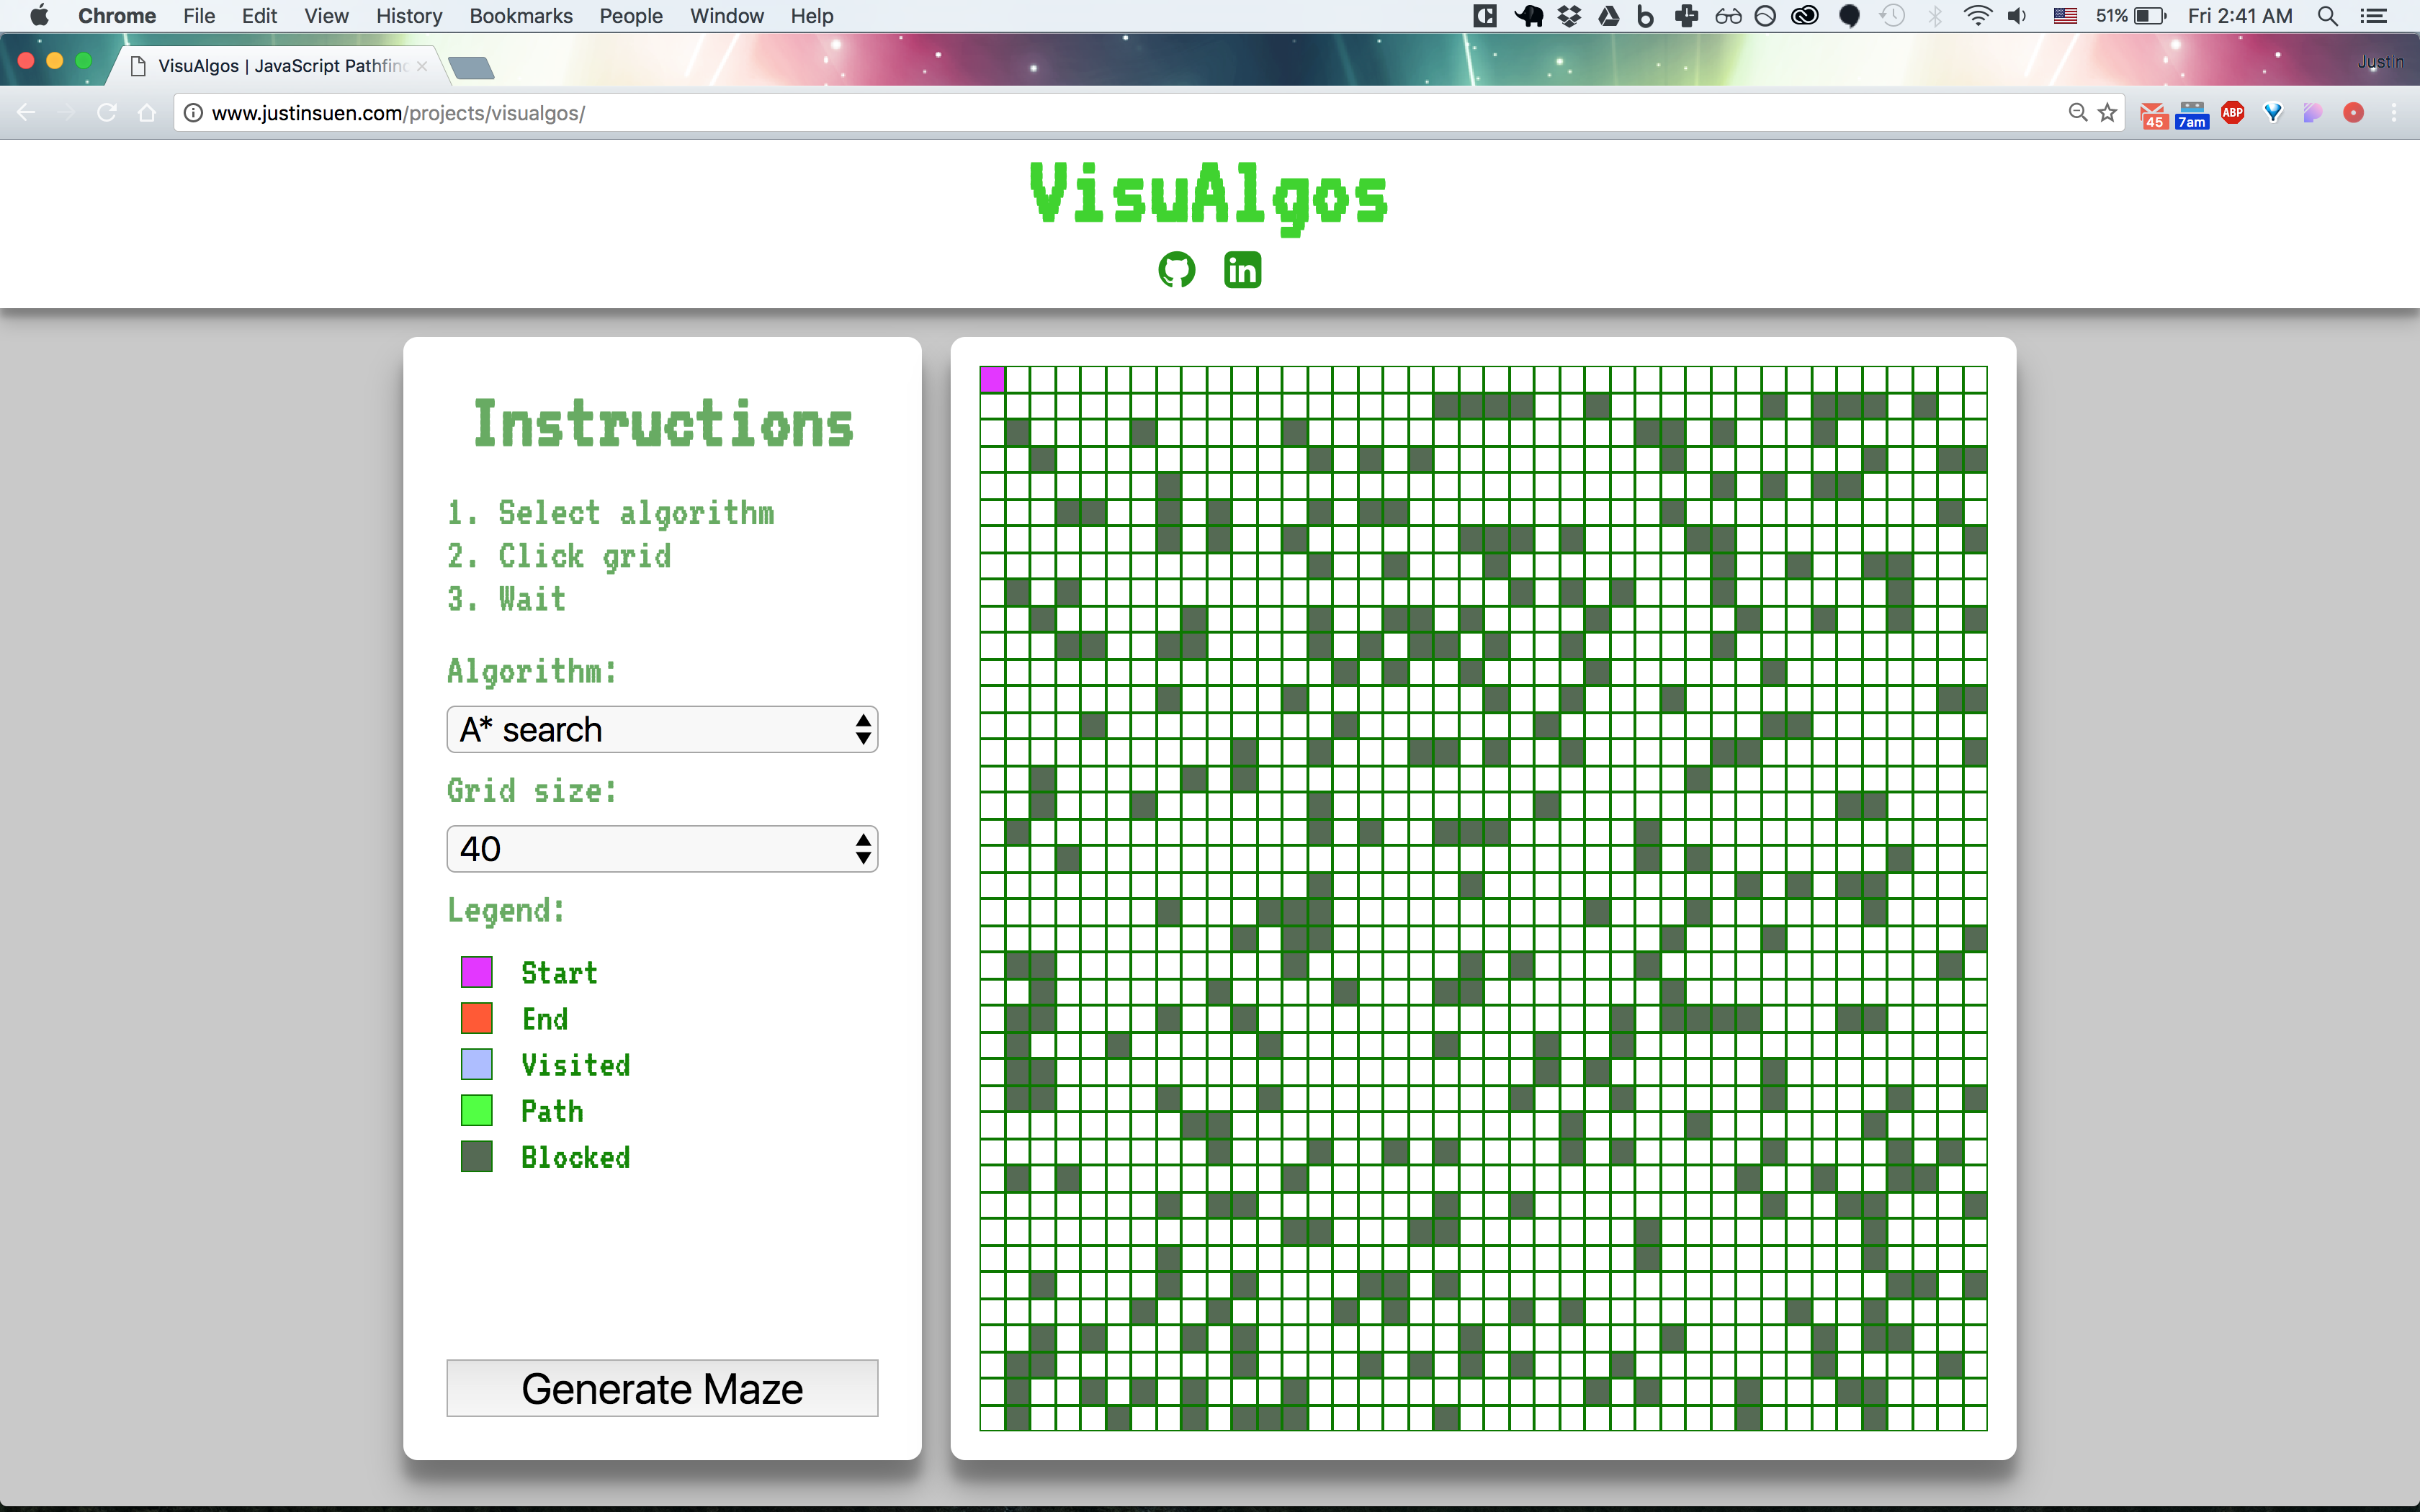 Chrome File Edit View History Bookmarks People Window Help 51% Fri 2:41 AM
VisuAlgos | JavaScript Pathfin
Justin
www.justinsuen.com/projects/visualgos/
45 7am ABP
VisuAlgos
in
Instructions
1. Select algorithm
2. Click grid
3. Wait
Algorithm:
A* search
Grid size:
40
Legend:
Start
End
Visited
Path
Blocked
Generate Maze